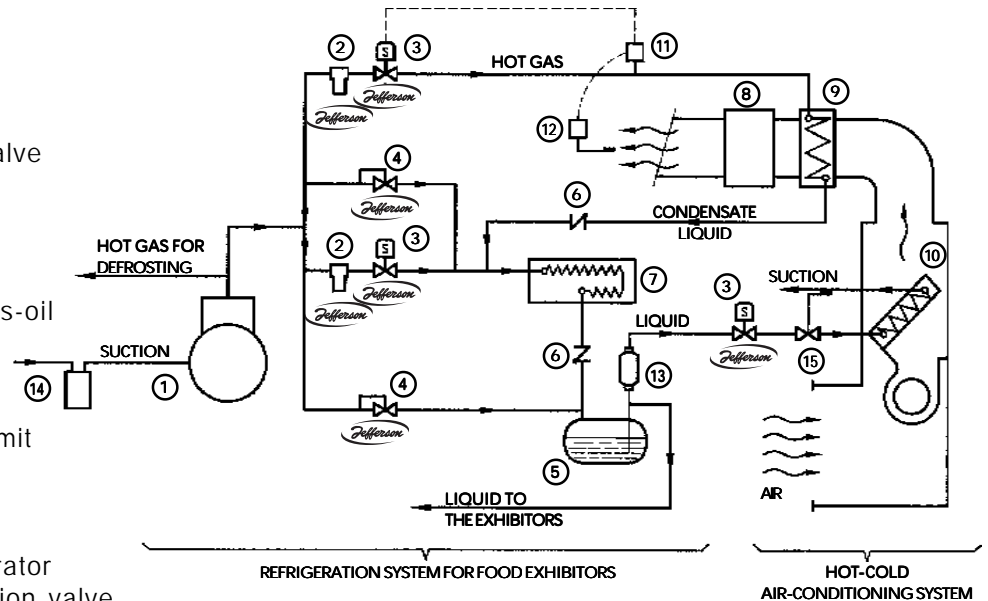 alve
s-oil
mit
rator
ion valve
2
3
S
11
HOT GAS
Jefferson
Jefferson
8
9
12
4
Jefferson
6
CONDENSATE
LIQUID
HOT GAS FOR
DEFROSTING
2
3
S
Jefferson
Jefferson
7
10
SUCTION
3
S
LIQUID
Jefferson
15
SUCTION
14
1
6
13
4
Jefferson
5
AIR
LIQUID TO
THE EXHIBITORS
REFRIGERATION SYSTEM FOR FOOD EXHIBITORS
HOT-COLD
AIR-CONDITIONING SYSTEM